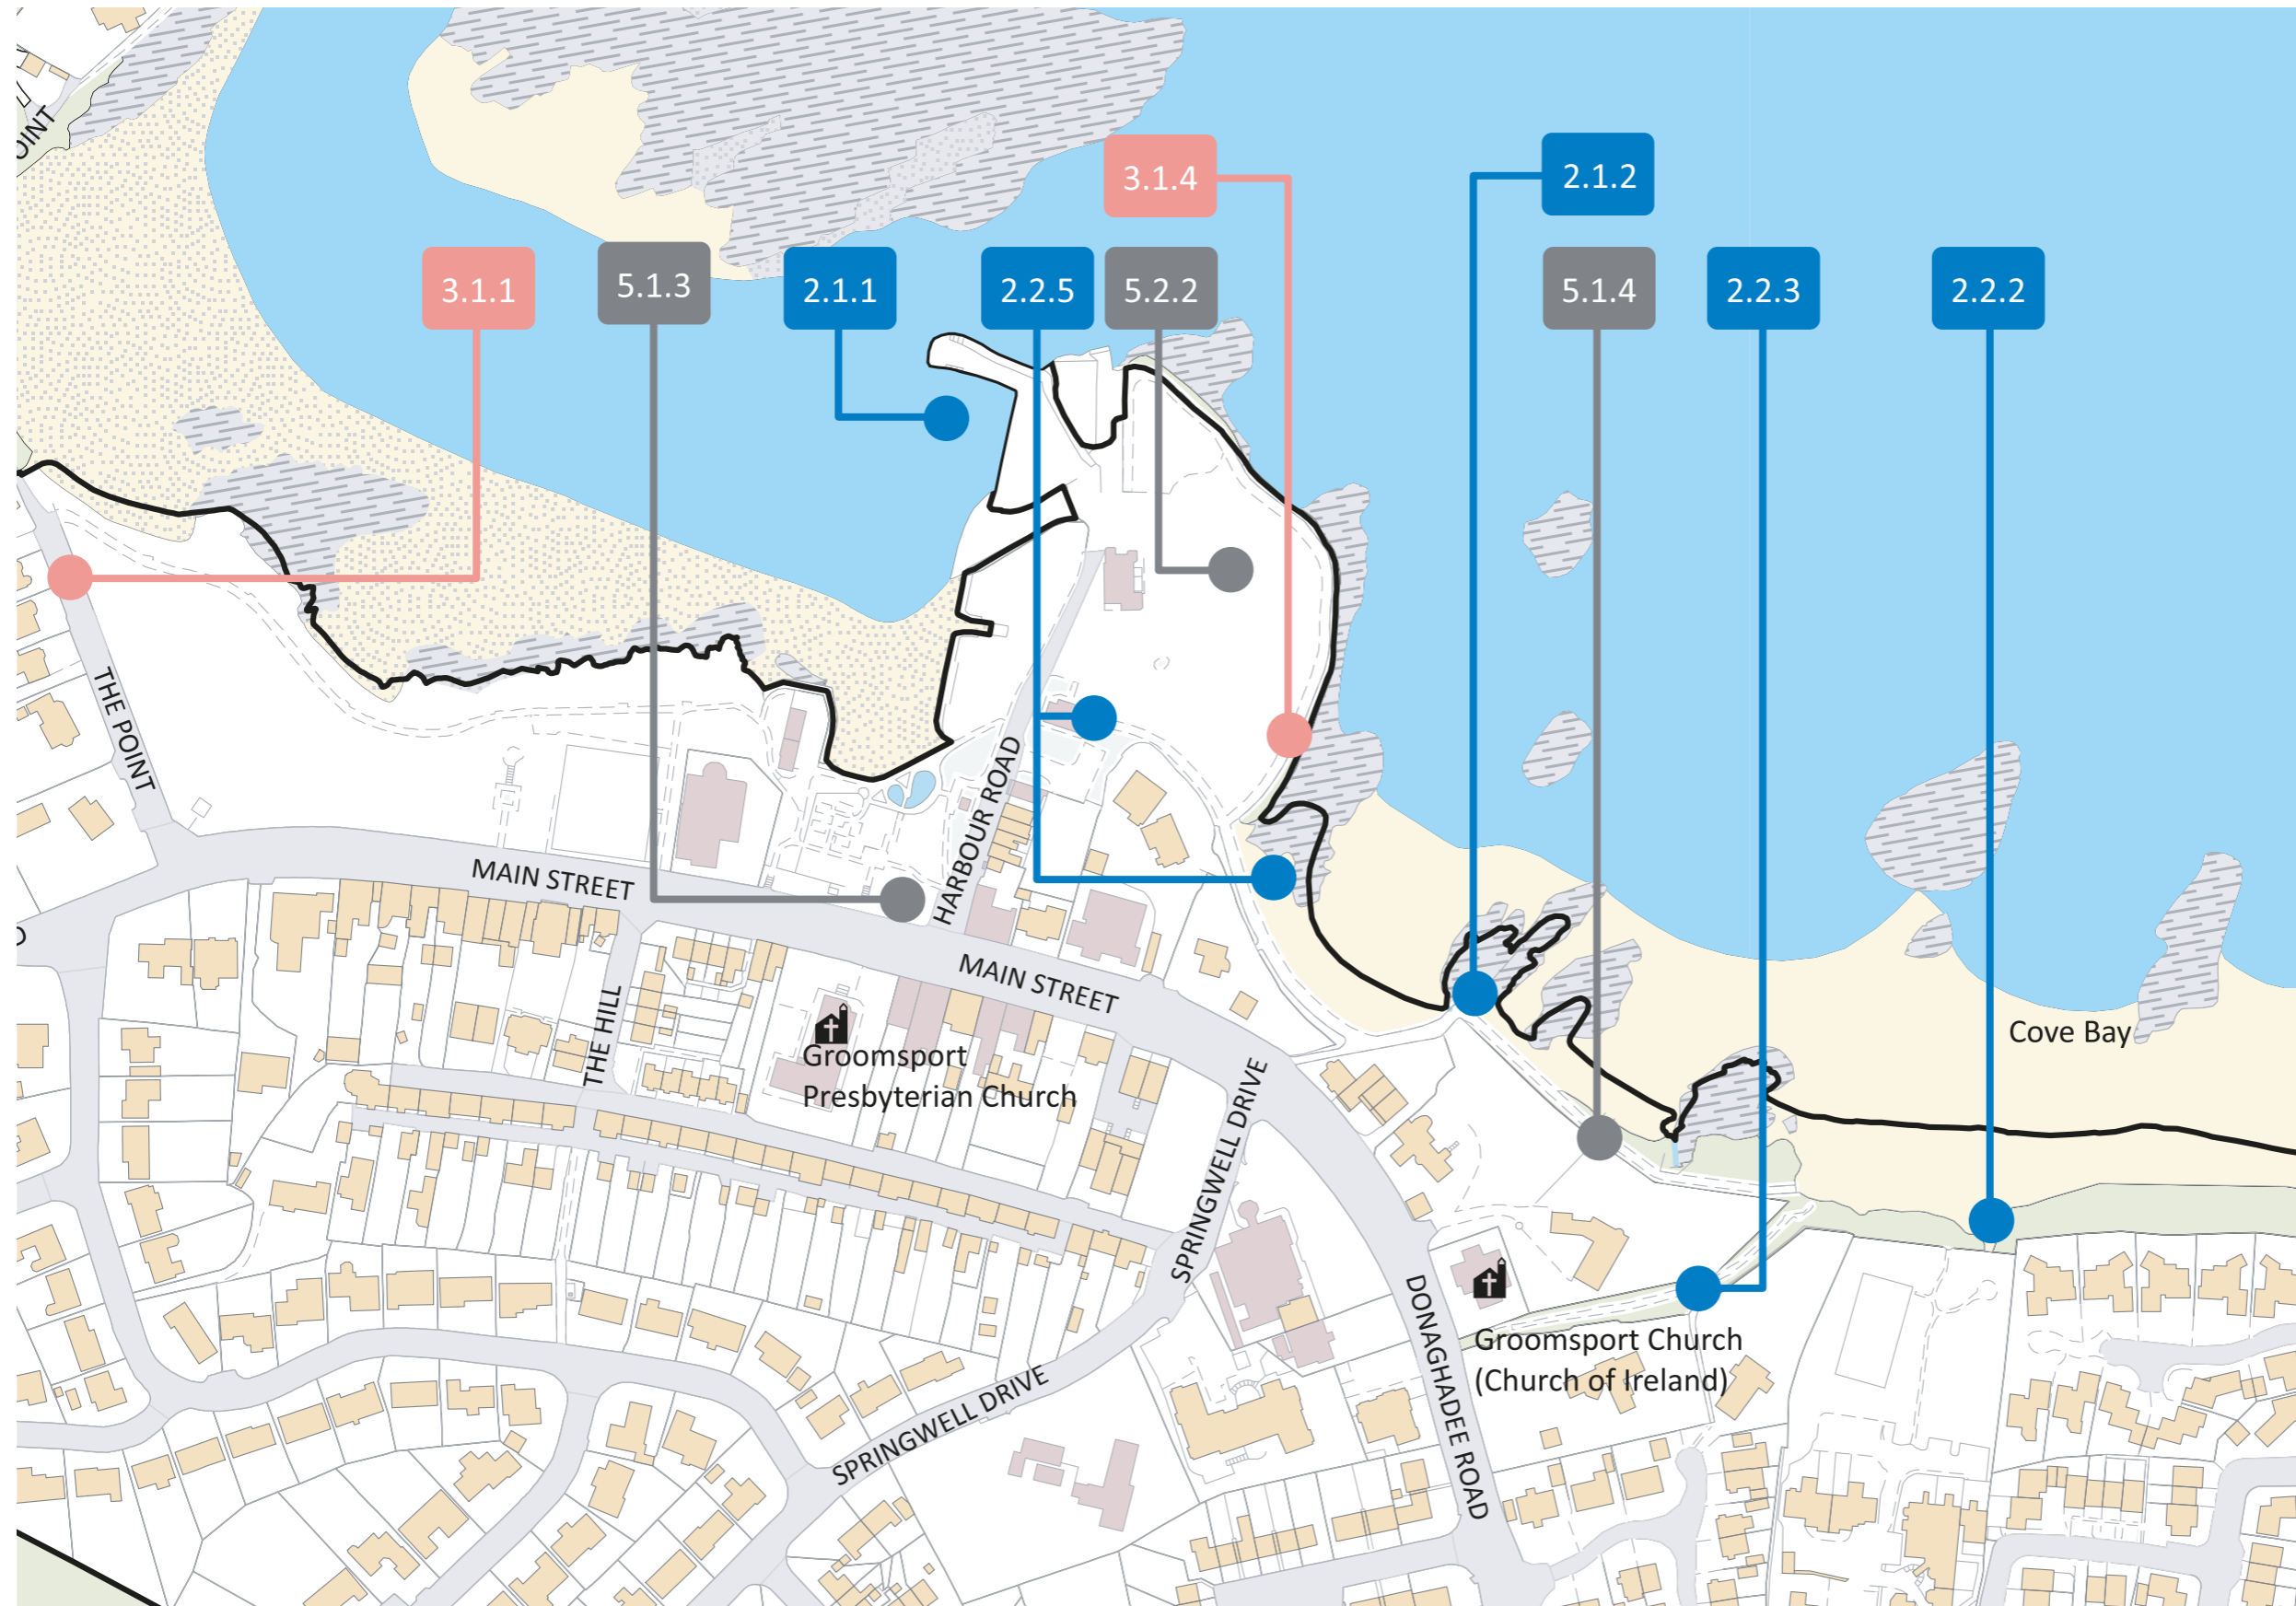 OINT
3.1.4
2.1.2
3.1.1
5.1.3
2.1.1
2.2.5
5.2.2
5.1.4
2.2.3
2.2.2
THE POINT
HARBOUR ROAD
MAIN STREET
MAIN STREET
THE HILL
Groomsport
Presbyterian Church
Cove Bay
SPRINGWELL DRIVE
DONAGHADEE ROAD
Groomsport Church
(Church of Ireland)
SPRINGWELL DRIVE